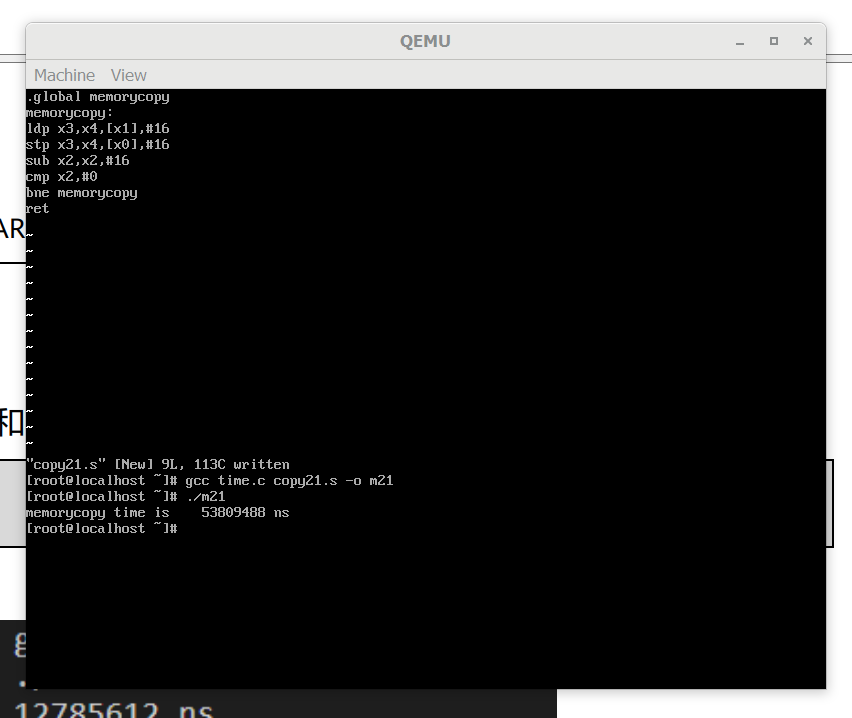 QEMU
Machine View
.global memorycopy
memorycopy:
ldp x3,x4,[x1],#16
stp x3,x4,[x0],#16
sub x2,x2,#16
cmp x2,#0
bne memorycopy
ret
AR
~
~
~
~
~
~
~
~
~
~
~
和
~
~
~
"copy21.s" [New] 9L, 113C written
[root@localhost ~]# gcc time.c copy21.s -o m21
[root@localhost ~]# ./m21
memorycopy time is    53809488 ns
[root@localhost ~]#
12785612 ns